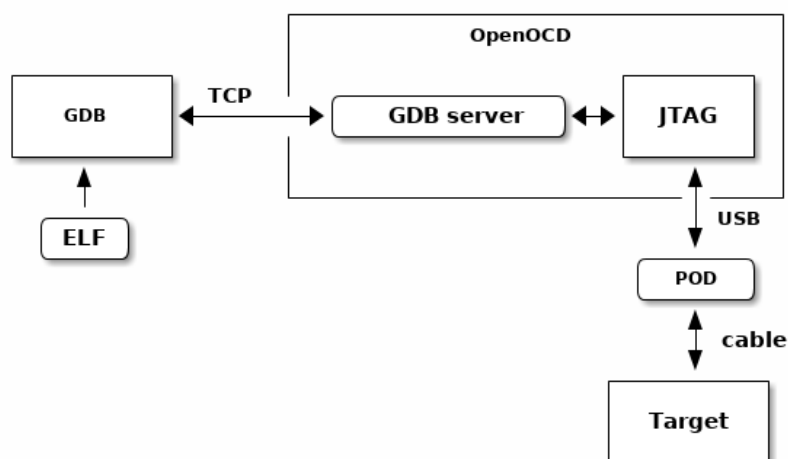 OpenOCD
TCP
GDB
GDB server
JTAG
ELF
USB
POD
cable
Target